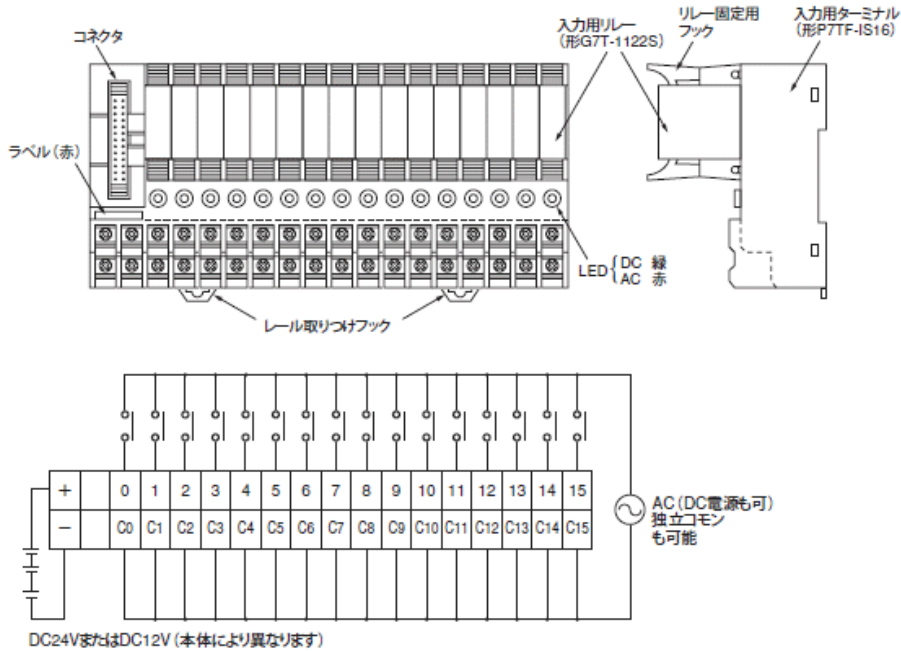 コネクタ
入力用リレー
（形G7T-1122S）
リレー固定用
フック
入力用ターミナル
（形P7TF-IS16）
ラベル（赤）
LED
DC 緑
AC 赤
レール取りつけフック
+ 0 1 2 3 4 5 6 7 8 9 10 11 12 13 14 15
− C0 C1 C2 C3 C4 C5 C6 C7 C8 C9 C10 C11 C12 C13 C14 C15
AC（DC電源も可）
独立コモン
も可能
DC24VまたはDC12V（本体により異なります）